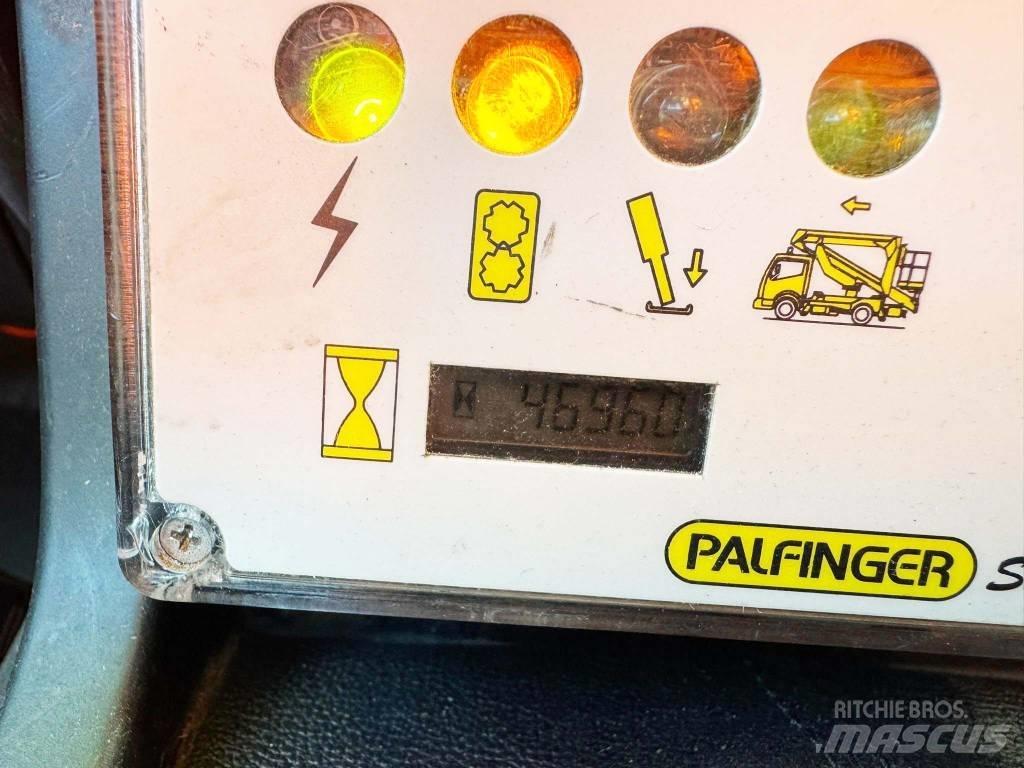 46960
PALFINGER S
RITCHIE BROS.
MASCUS